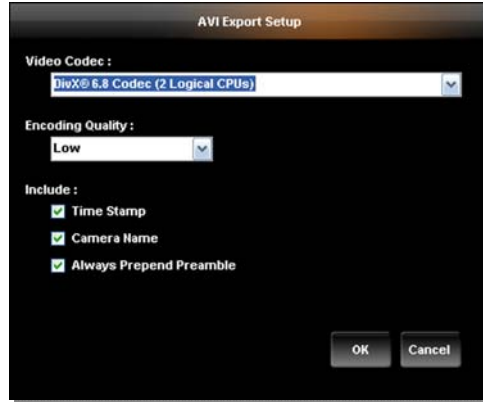 AVI Export Setup
Video Codec :
DivX® 6.8 Codec (2 Logical CPUs)
Encoding Quality :
Low
Include :
Time Stamp
Camera Name
Always Prepend Preamble
OK Cancel